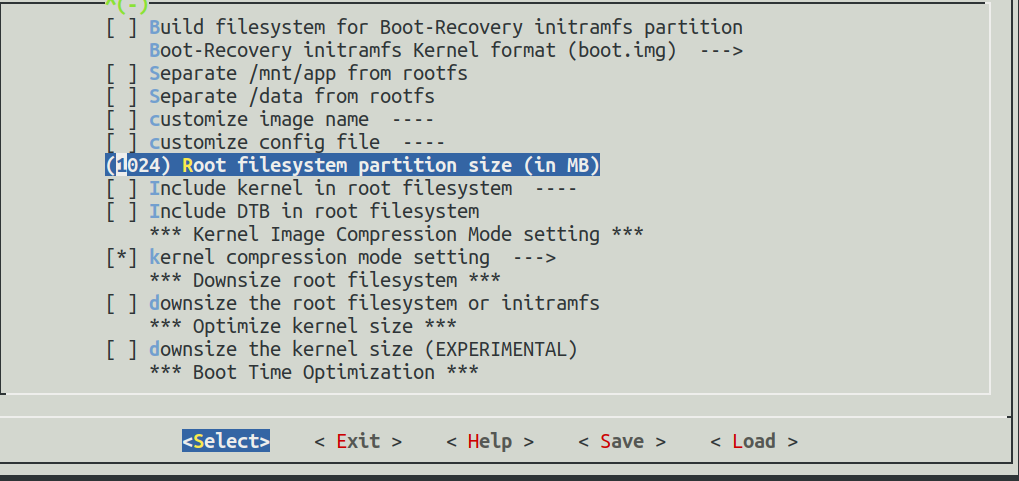 ^(-)
[ ] Build filesystem for Boot-Recovery initramfs partition
Boot-Recovery initramfs Kernel format (boot.img)  --->
[ ] Separate /mnt/app from rootfs
[ ] Separate /data from rootfs
[ ] customize image name  ----
[ ] customize config file  ----
(1024) Root filesystem partition size (in MB)
[ ] Include kernel in root filesystem  ----
[ ] Include DTB in root filesystem
*** Kernel Image Compression Mode setting ***
[*] kernel compression mode setting  --->
*** Downsize root filesystem ***
[ ] downsize the root filesystem or initramfs
*** Optimize kernel size ***
[ ] downsize the kernel size (EXPERIMENTAL)
*** Boot Time Optimization ***
<Select>    < Exit >    < Help >    < Save >    < Load >